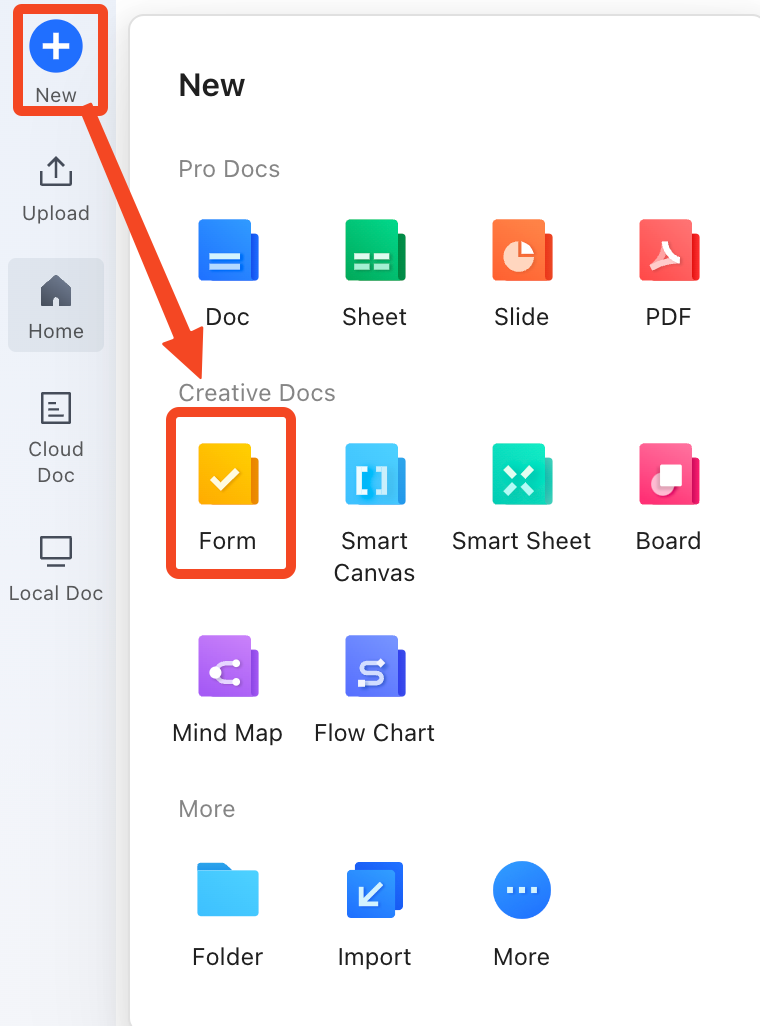 New
Upload
Home
Cloud
Doc
Local Doc
New
Pro Docs
Doc
Sheet
Slide
PDF
Creative Docs
Form
Smart
Canvas
Smart Sheet
Board
Mind Map
Flow Chart
More
Folder
Import
More